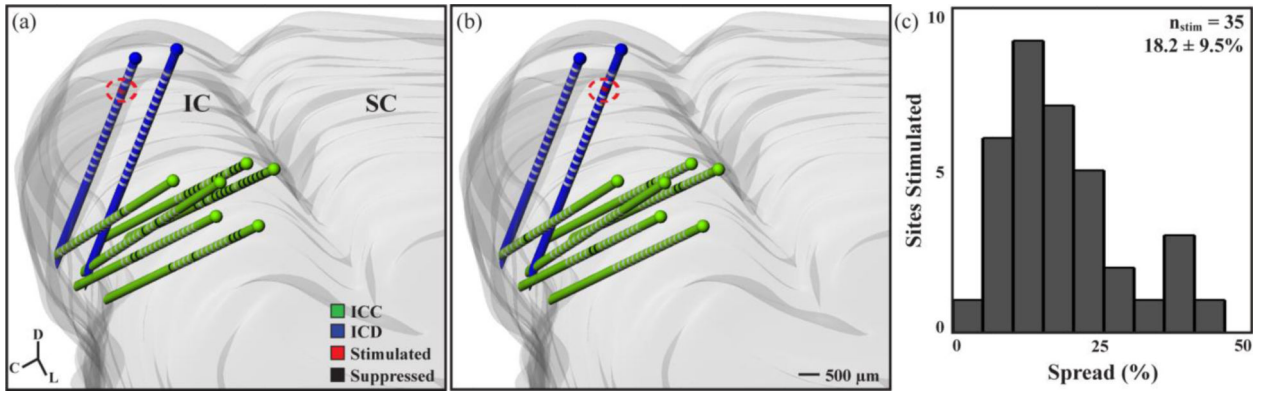 (a)
IC
SC
D
C
L
ICC
ICD
Stimulated
Suppressed
(b)
500 µm
(c)
10
n_stim = 35
18.2 ± 9.5%
Sites Stimulated
5
0
0
25
50
Spread (%)